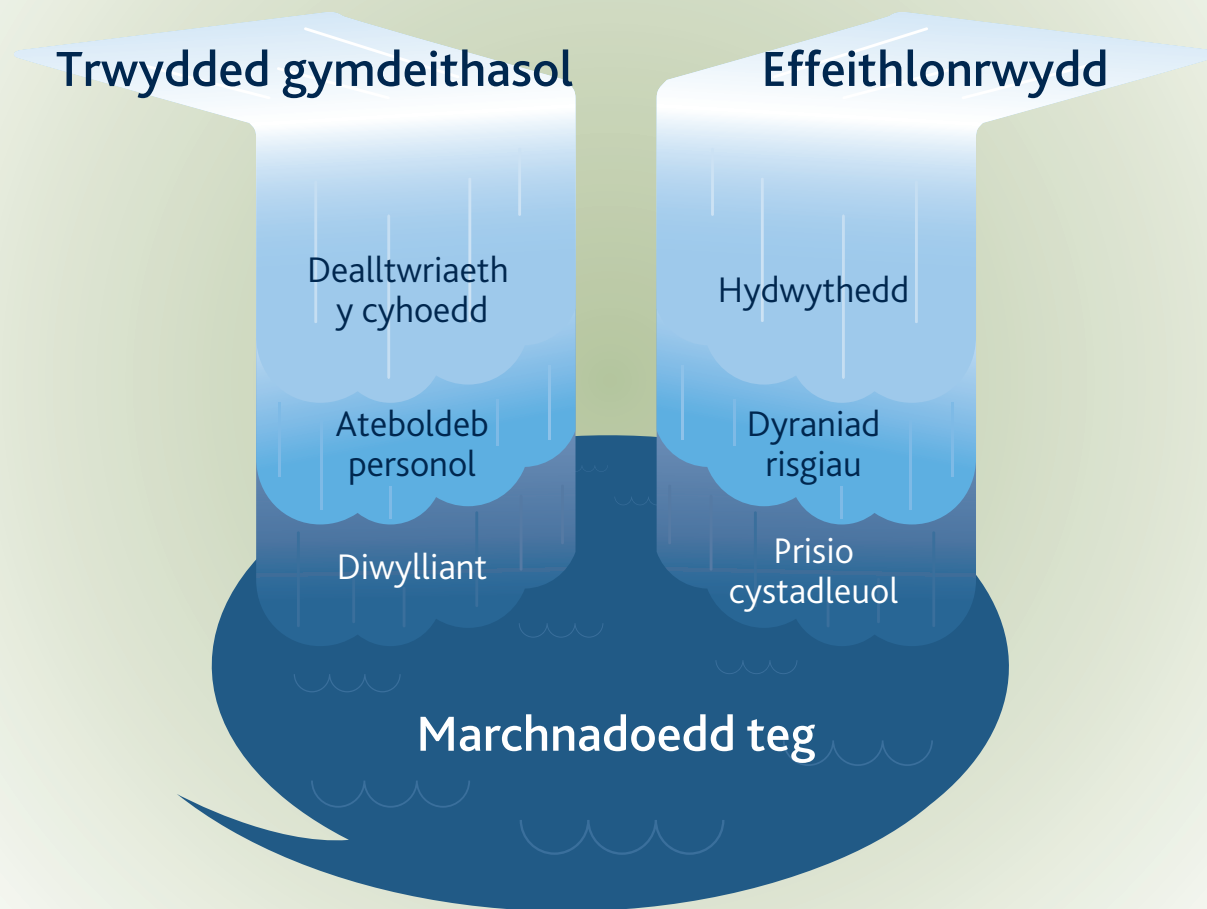 Trwydded gymdeithasol
Effeithlonrwydd
Dealltwriaeth
y cyhoedd
Ateboldeb
personol
Diwylliant
Hydwythedd
Dyraniad
risgiau
Prisio
cystadleuol
Marchnadoedd teg